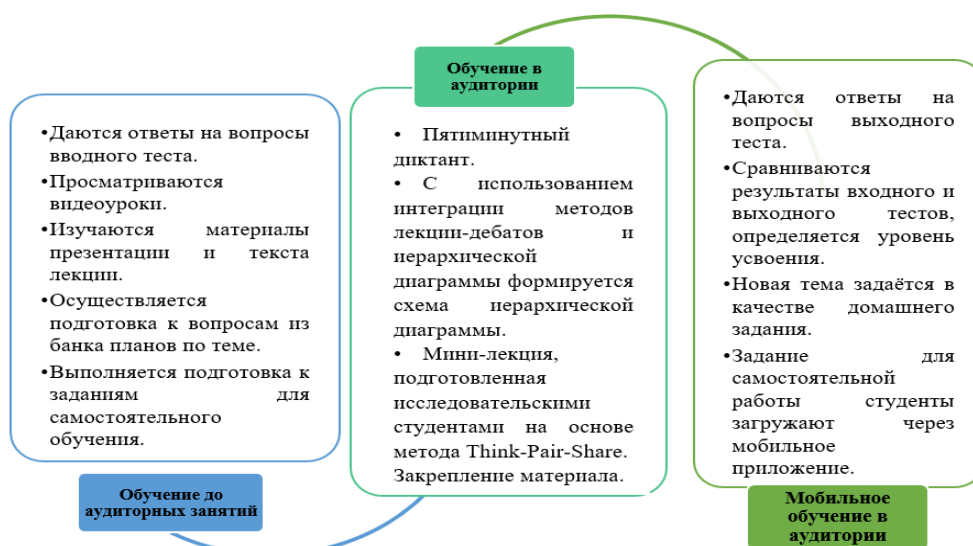 •Даются ответы на вопросы
вводного теста.
•Просматриваются
видеоуроки.
•Изучаются материалы
презентации и текста
лекции.
•Осуществляется
подготовка к вопросам из
банка планов по теме.
•Выполняется подготовка к
заданиям для
самостоятельного
обучения.
Обучение до
аудиторных занятий
Обучение в
аудитории
• Пятиминутный
диктант.
• С использованием
интеграции методов
лекции-дебатов и
иерархической
диаграммы формируется
схема иерархической
диаграммы.
• Мини-лекция,
подготовленная
исследовательскими
студентами на основе
метода Think-Pair-Share.
Закрепление материала.
•Даются ответы на
вопросы выходного
теста.
•Сравниваются
результаты входного и
выходного тестов,
определяется уровень
усвоения.
•Новая тема задаётся в
качестве домашнего
задания.
•Задание для
самостоятельной
работы студенты
загружают через
мобильное
приложение.
Мобильное
обучение в
аудитории